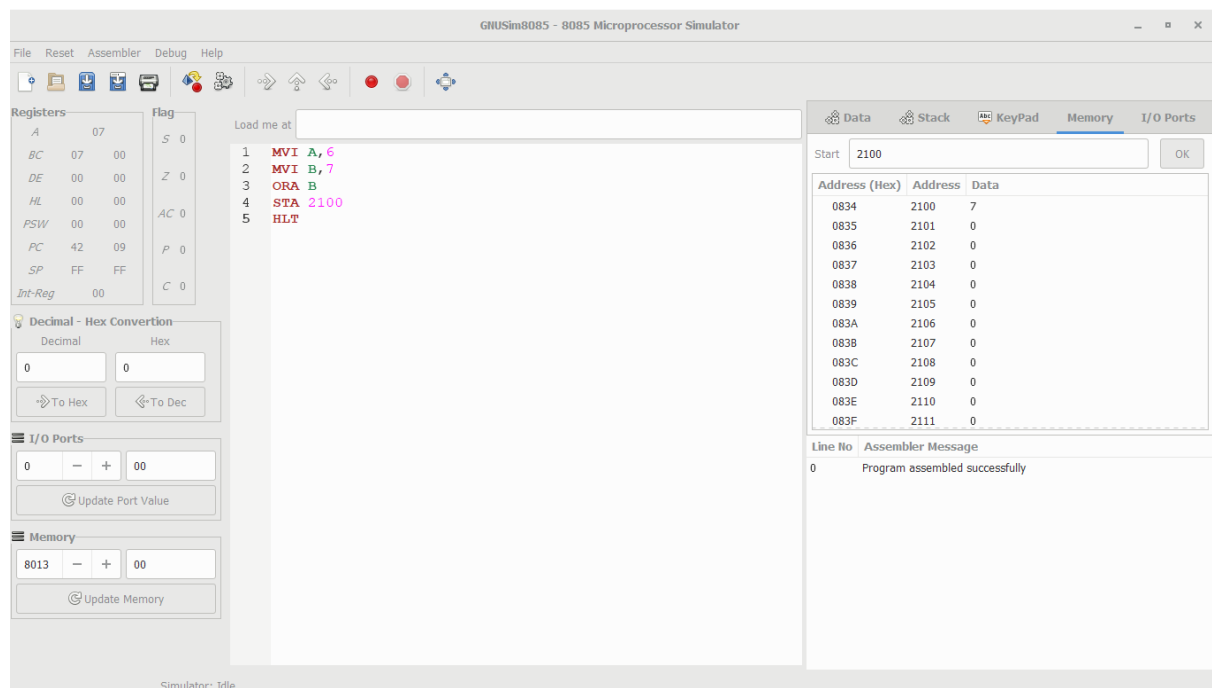 GNUSim8085 - 8085 Microprocessor Simulator
File Reset Assembler Debug Help
Registers
A 07
BC 07 00
DE 00 00
HL 00 00
PSW 00 00
PC 42 09
SP FF FF
Int-Reg 00
Flag
S 0
Z 0
AC 0
P 0
C 0
Decimal - Hex Convertion
Decimal Hex
0 0
To Hex To Dec
I/O Ports
0 − + 00
Update Port Value
Memory
8013 − + 00
Update Memory
Load me at
1 MVI A,6
2 MVI B,7
3 ORA B
4 STA 2100
5 HLT
Data Stack Abc KeyPad Memory I/O Ports
Start 2100 OK
Address (Hex) Address Data
0834 2100 7
0835 2101 0
0836 2102 0
0837 2103 0
0838 2104 0
0839 2105 0
083A 2106 0
083B 2107 0
083C 2108 0
083D 2109 0
083E 2110 0
083F 2111 0
Line No Assembler Message
0 Program assembled successfully
Simulator: Idle